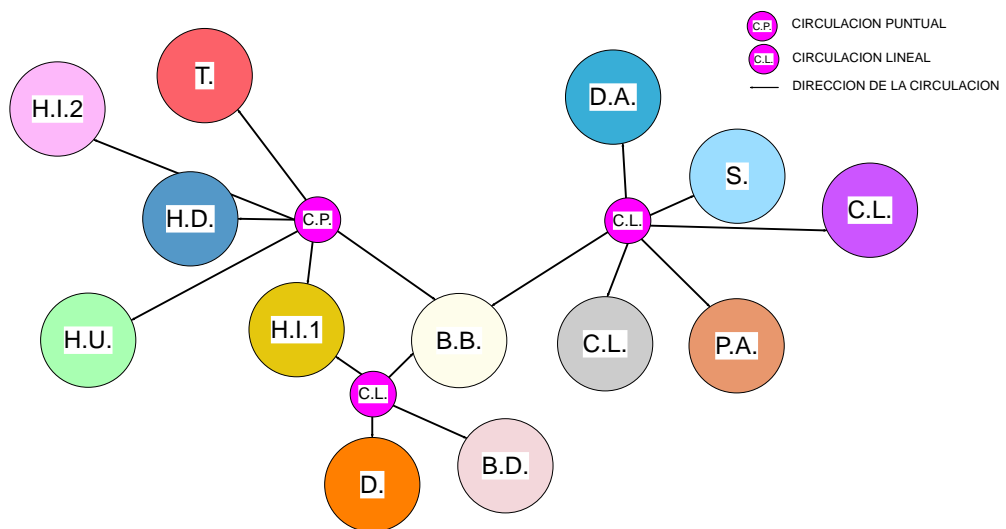 C.P. CIRCULACION PUNTUAL
C.L. CIRCULACION LINEAL
DIRECCION DE LA CIRCULACION
T.
H.I.2
D.A.
S.
C.L.
H.D.
C.P.
C.L.
H.U.
H.I.1
B.B.
C.L.
P.A.
C.L.
D.
B.D.